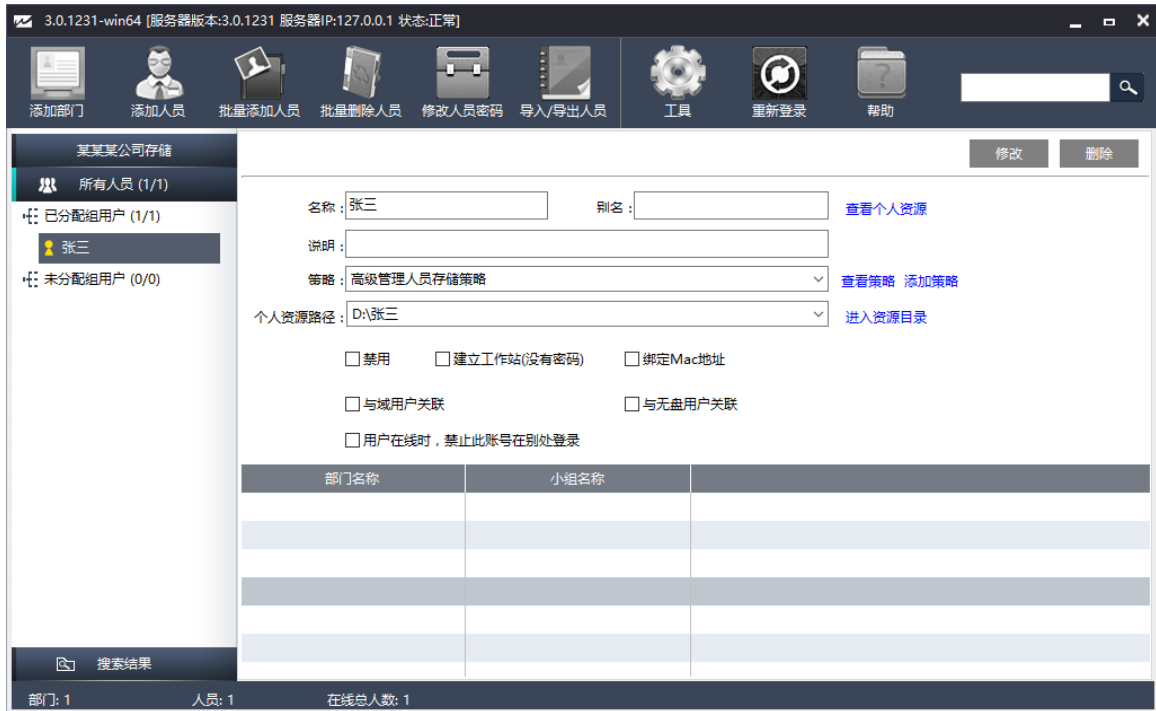 3.0.1231-win64 [服务器版本:3.0.1231 服务器IP:127.0.0.1 状态:正常]
添加部门 添加人员 批量添加人员 批量删除人员 修改人员密码 导入/导出人员 工具 重新登录 帮助
某某某公司存储
修改 删除
所有人员 (1/1)
已分配组用户 (1/1)
张三
未分配组用户 (0/0)
名称: 张三 别名: 查看个人资源
说明:
策略: 高级管理人员存储策略 查看策略 添加策略
个人资源路径: D:\张三 进入资源目录
禁用 建立工作站(没有密码) 绑定Mac地址
与域用户关联 与无盘用户关联
用户在线时，禁止此账号在别处登录
部门名称 小组名称
搜索结果
部门: 1 人员: 1 在线总人数: 1